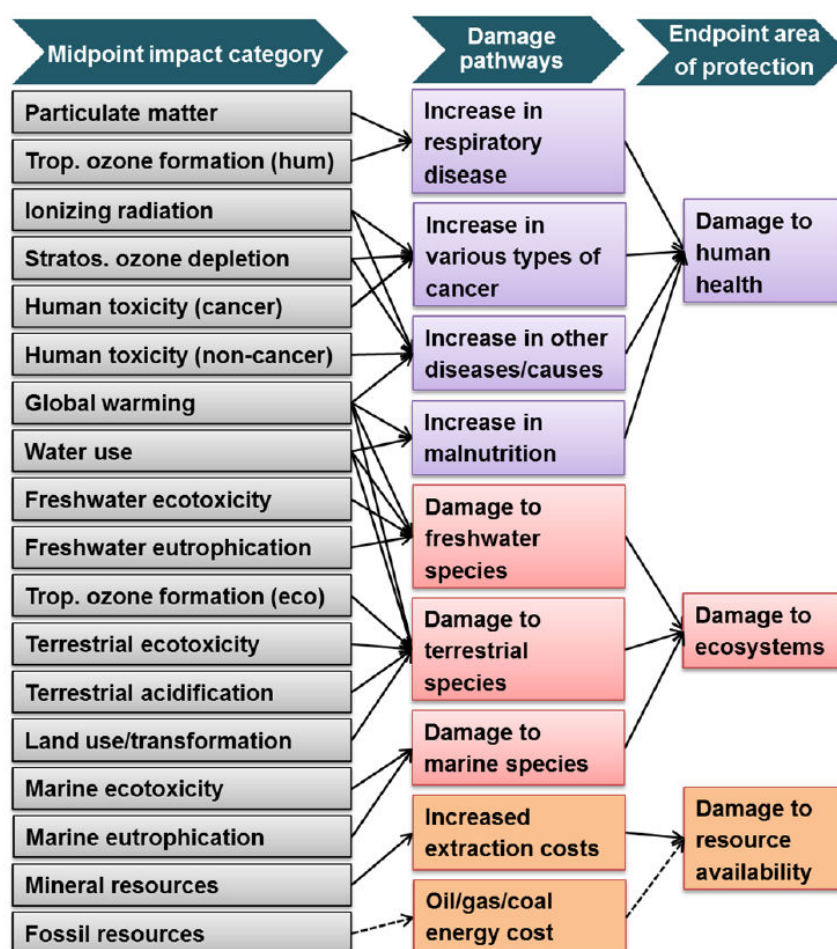 Midpoint impact category
Damage
pathways
Endpoint area
of protection
Particulate matter
Trop. ozone formation (hum)
Ionizing radiation
Stratos. ozone depletion
Human toxicity (cancer)
Human toxicity (non-cancer)
Global warming
Water use
Freshwater ecotoxicity
Freshwater eutrophication
Trop. ozone formation (eco)
Terrestrial ecotoxicity
Terrestrial acidification
Land use/transformation
Marine ecotoxicity
Marine eutrophication
Mineral resources
Fossil resources
Increase in
respiratory
disease
Increase in
various types of
cancer
Increase in other
diseases/causes
Increase in
malnutrition
Damage to
freshwater
species
Damage to
terrestrial
species
Damage to
marine species
Increased
extraction costs
Oil/gas/coal
energy cost
Damage to
human
health
Damage to
ecosystems
Damage to
resource
availability